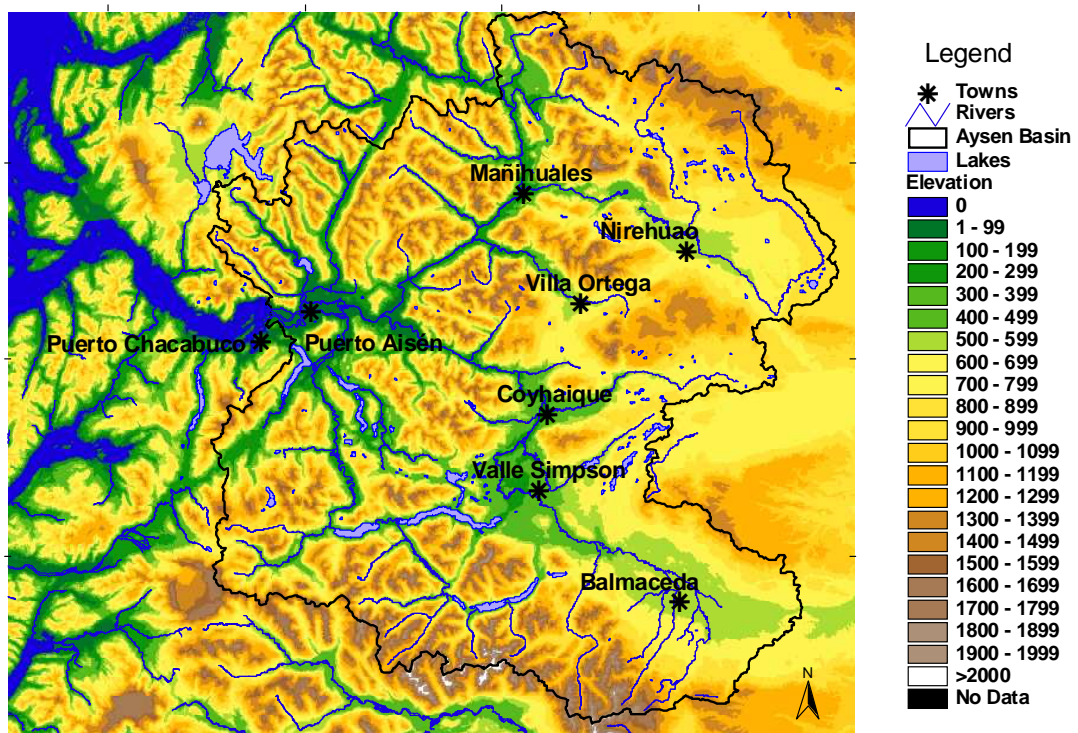 Mañihuales
Nirehuao
Villa Ortega
Puerto Chacabuco
Puerto Aisén
Coyhaique
Valle Simpson
Balmaceda
N
Legend
Towns
Rivers
Aysen Basin
Lakes
Elevation
0
1 - 99
100 - 199
200 - 299
300 - 399
400 - 499
500 - 599
600 - 699
700 - 799
800 - 899
900 - 999
1000 - 1099
1100 - 1199
1200 - 1299
1300 - 1399
1400 - 1499
1500 - 1599
1600 - 1699
1700 - 1799
1800 - 1899
1900 - 1999
>2000
No Data